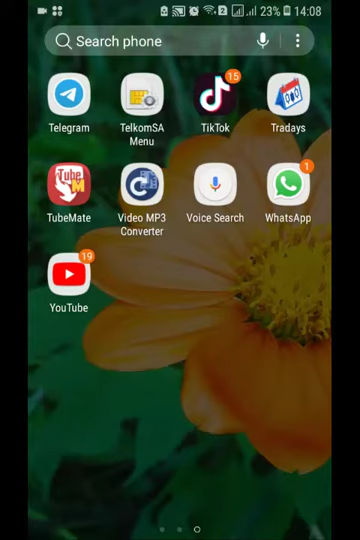 23% 14:08
Search phone
15
Telegram TelkomSA Menu TikTok Tradays
Tube M
1
TubeMate Video MP3 Converter Voice Search WhatsApp
19
YouTube